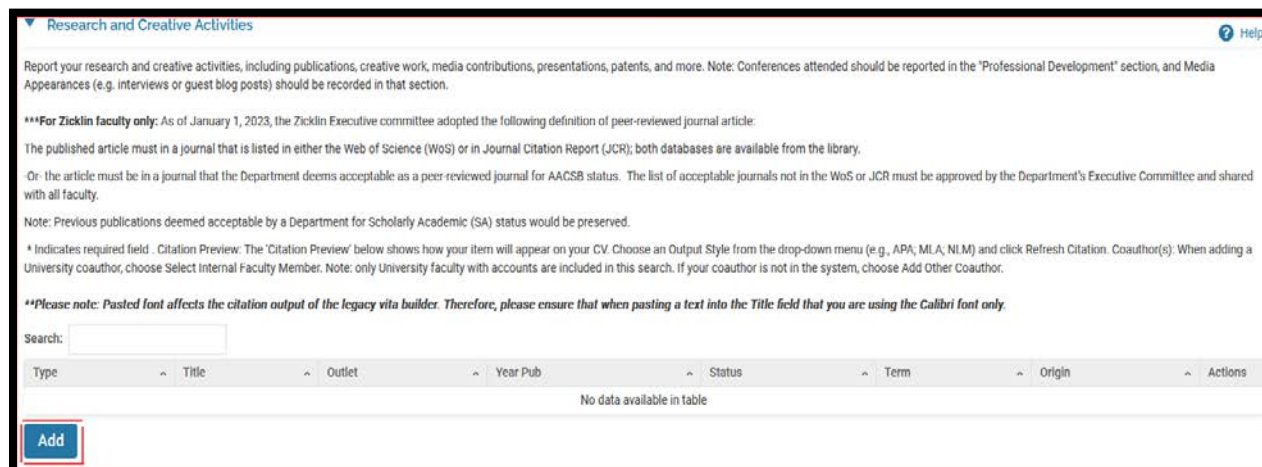 Research and Creative Activities
Help
Report your research and creative activities, including publications, creative work, media contributions, presentations, patents, and more. Note: Conferences attended should be reported in the "Professional Development" section, and Media
Appearances (e.g. interviews or guest blog posts) should be recorded in that section.
***For Zicklin faculty only: As of January 1, 2023, the Zicklin Executive committee adopted the following definition of peer-reviewed journal article:
The published article must in a journal that is listed in either the Web of Science (WoS) or in Journal Citation Report (JCR); both databases are available from the library.
-Or- the article must be in a journal that the Department deems acceptable as a peer-reviewed journal for AACSB status. The list of acceptable journals not in the WoS or JCR must be approved by the Department's Executive Committee and shared
with all faculty.
Note: Previous publications deemed acceptable by a Department for Scholarly Academic (SA) status would be preserved.
* Indicates required field . Citation Preview: The 'Citation Preview' below shows how your item will appear on your CV. Choose an Output Style from the drop-down menu (e.g., APA; MLA; NLM) and click Refresh Citation. Coauthor(s): When adding a
University coauthor, choose Select Internal Faculty Member. Note: only University faculty with accounts are included in this search. If your coauthor is not in the system, choose Add Other Coauthor.
**Please note: Pasted font affects the citation output of the legacy vita builder. Therefore, please ensure that when pasting a text into the Title field that you are using the Calibri font only.
Search:
Type Title Outlet Year Pub Status Term Origin Actions
No data available in table
Add